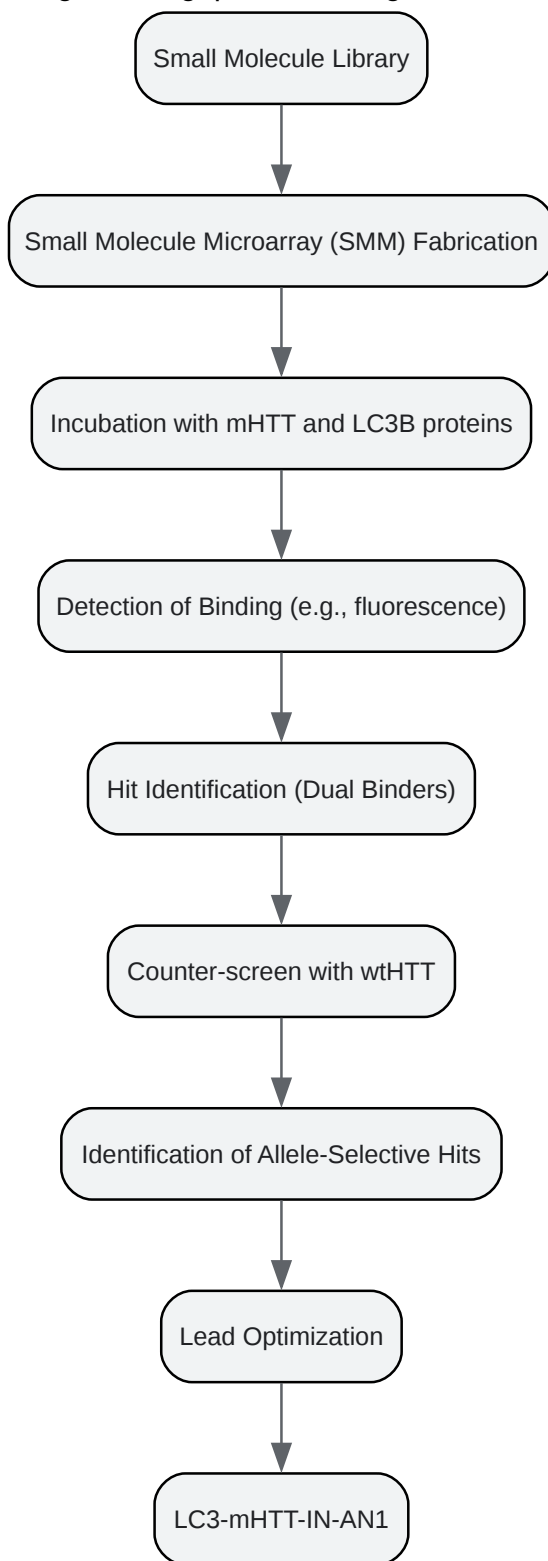 Small Molecule Library
Small Molecule Microarray (SMM) Fabrication
Incubation with mHTT and LC3B proteins
Detection of Binding (e.g., fluorescence)
Hit Identification (Dual Binders)
Counter-screen with wtHTT
Identification of Allele-Selective Hits
Lead Optimization
LC3-mHTT-IN-AN1